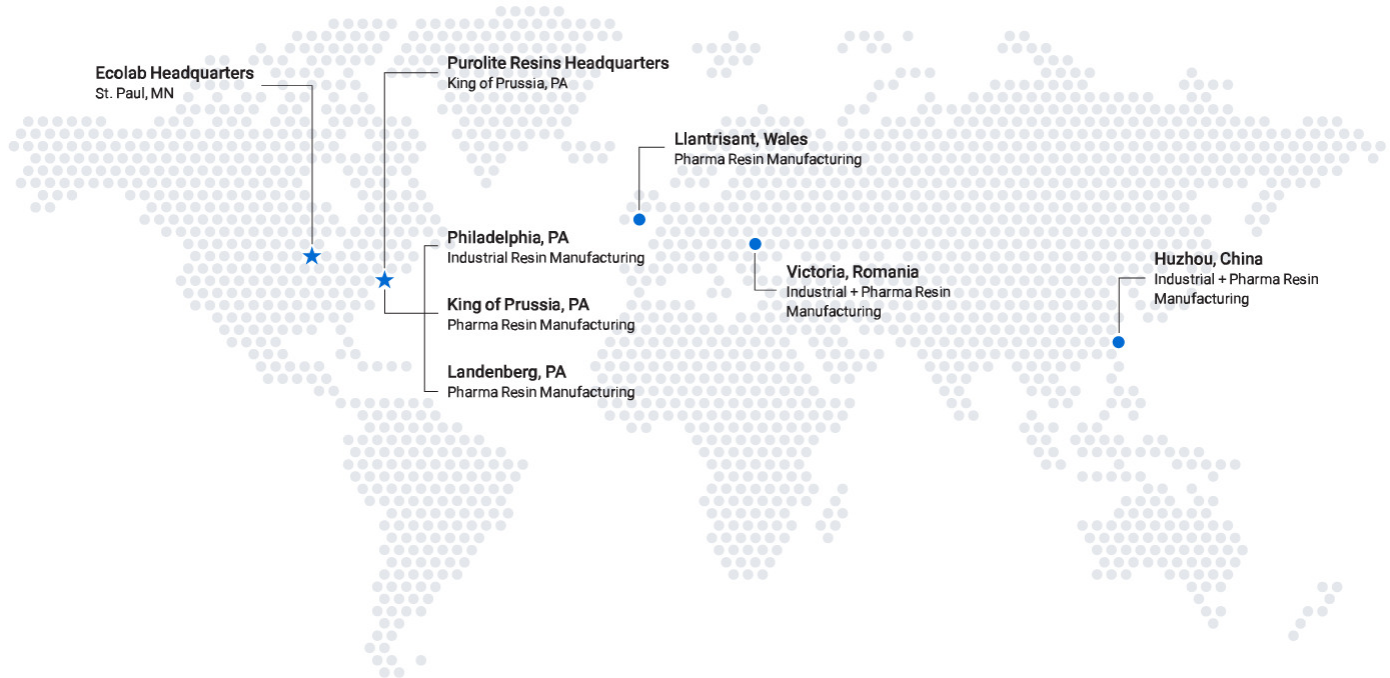 Ecolab Headquarters
St. Paul, MN
Purolite Resins Headquarters
King of Prussia, PA
Llantrisant, Wales
Pharma Resin Manufacturing
Philadelphia, PA
Industrial Resin Manufacturing
King of Prussia, PA
Pharma Resin Manufacturing
Landenberg, PA
Pharma Resin Manufacturing
Victoria, Romania
Industrial + Pharma Resin
Manufacturing
Huzhou, China
Industrial + Pharma Resin
Manufacturing